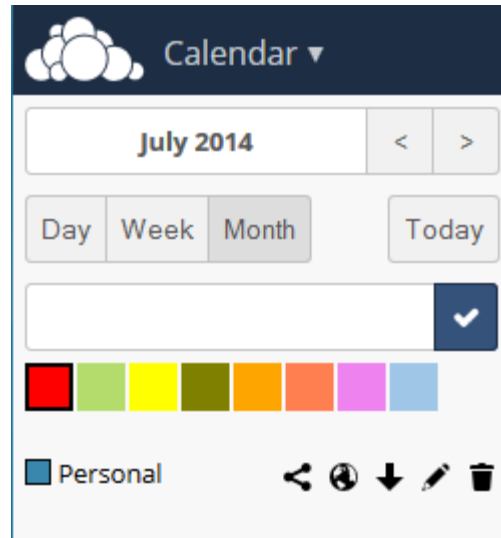 Calendar ▾
July 2014 < >
Day Week Month Today
Personal